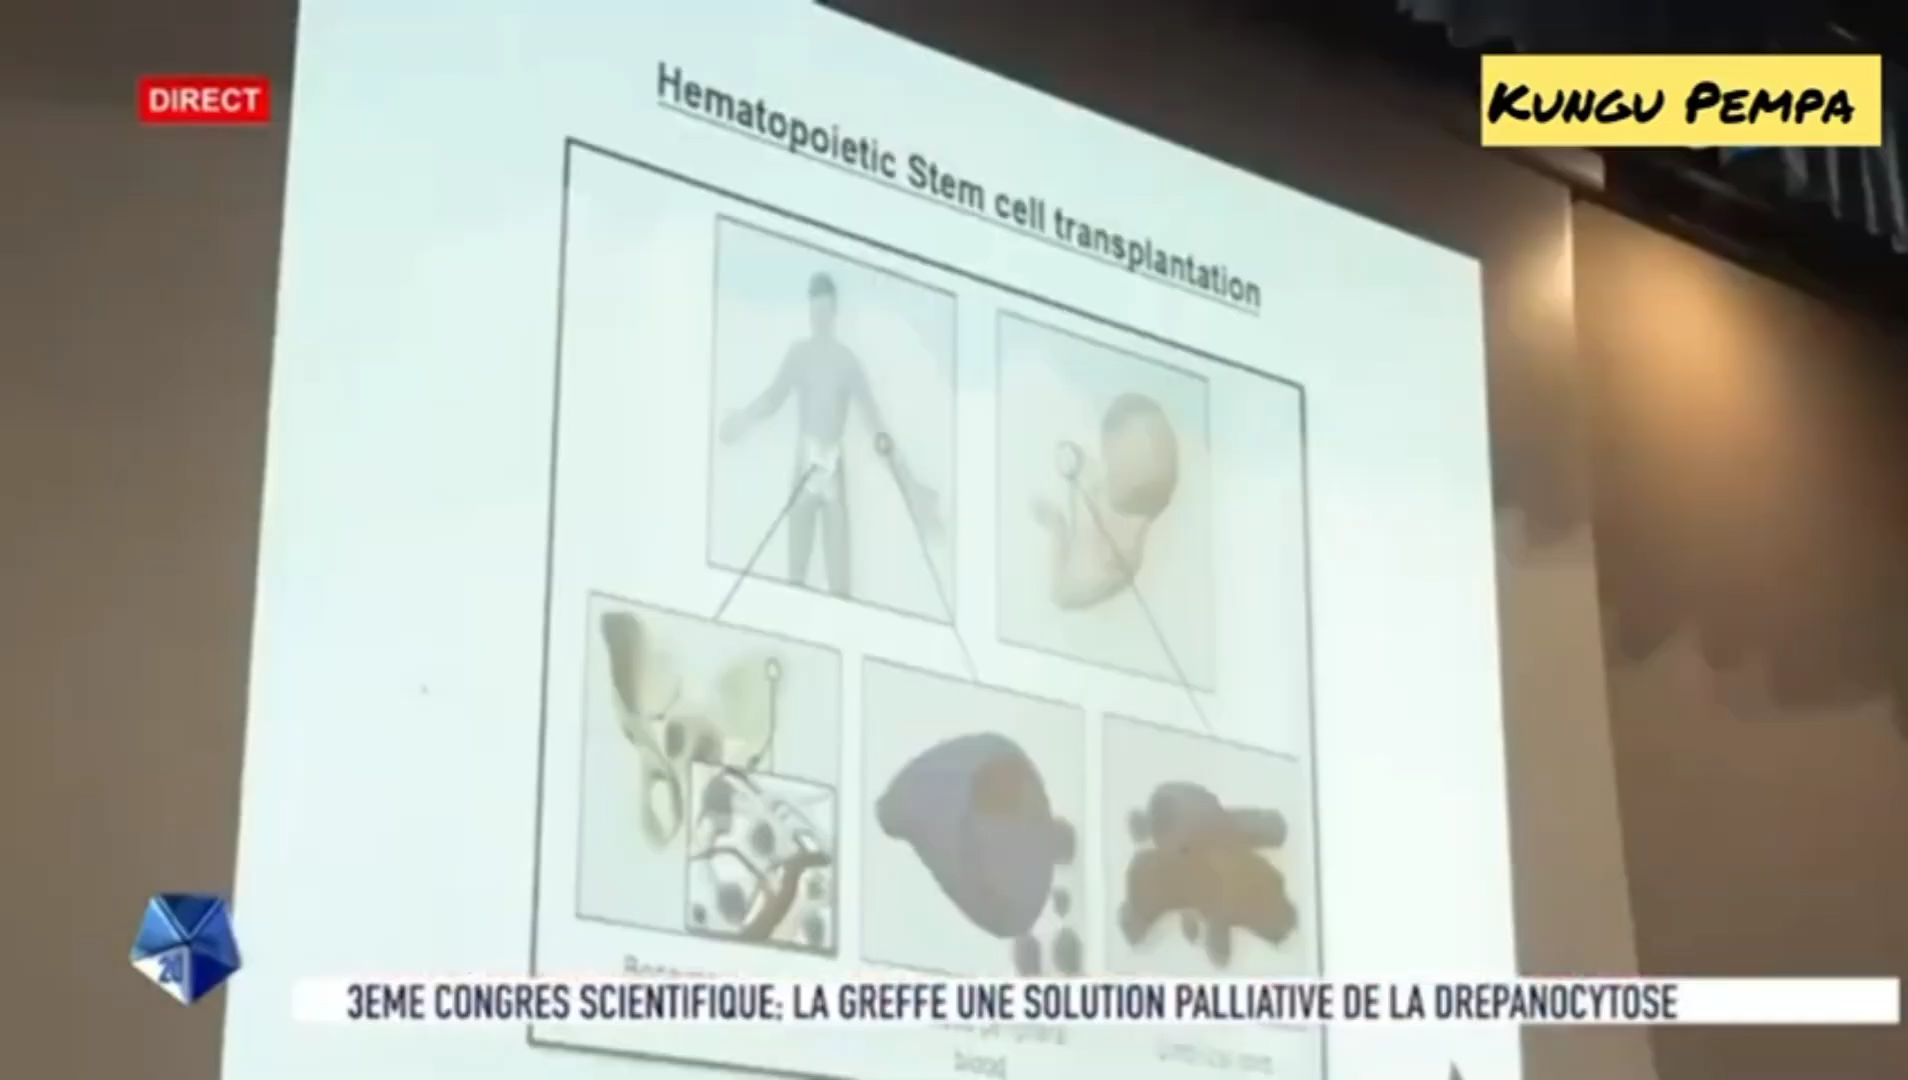 DIRECT
Kungu Pempa
Hematopoietic Stem cell transplantation
20
3EME CONGRES SCIENTIFIQUE; LA GREFFE UNE SOLUTION PALLIATIVE DE LA DREPANOCYTOSE
blood